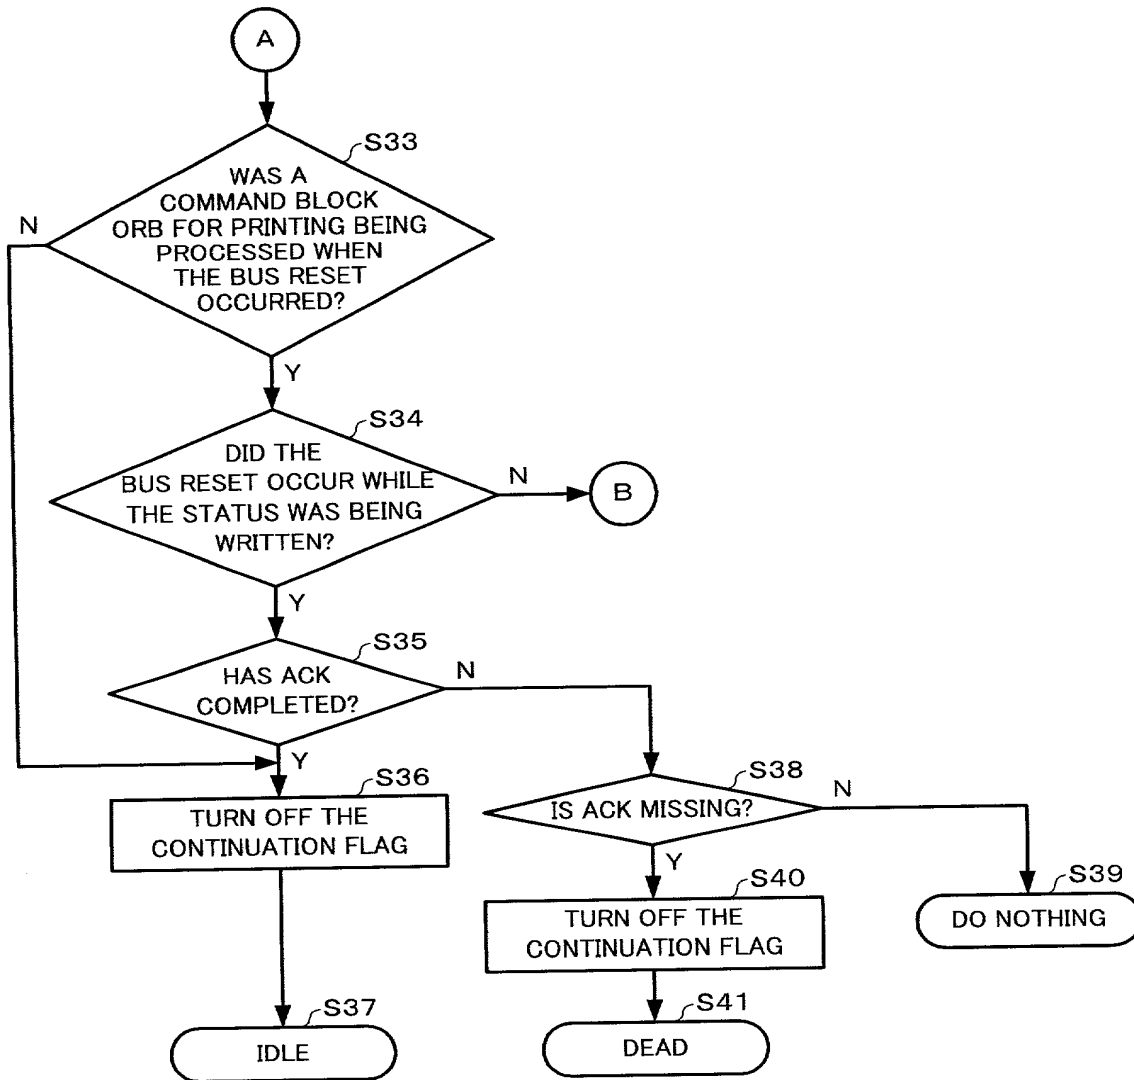 A
S33
WAS A
COMMAND BLOCK
ORB FOR PRINTING BEING
PROCESSED WHEN
THE BUS RESET
OCCURRED?
N
Y
S34
DID THE
BUS RESET OCCUR WHILE
THE STATUS WAS BEING
WRITTEN?
N
B
Y
S35
HAS ACK
COMPLETED?
N
Y
S36
TURN OFF THE
CONTINUATION FLAG
S38
IS ACK MISSING?
N
Y
S39
DO NOTHING
S40
TURN OFF THE
CONTINUATION FLAG
S37
IDLE
S41
DEAD